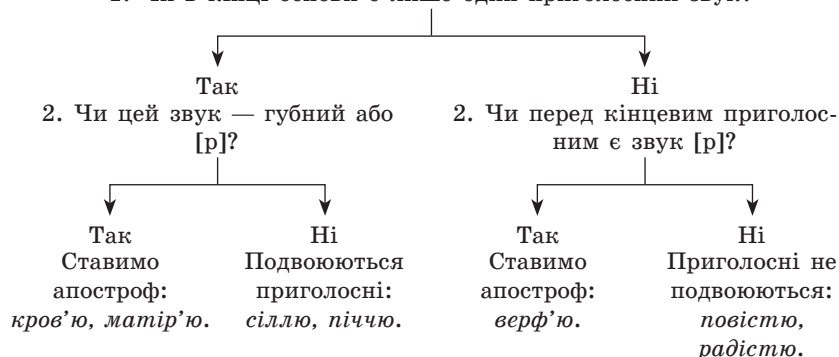 Так
Ні
2. Чи цей звук — губний або
[р]?
2. Чи перед кінцевим приголос-
ним є звук [р]?
Так
Ставимо
апостроф:
кров’ю, матір’ю.
Ні
Подвоюються
приголосні:
сіллю, піччю.
Так
Ставимо
апостроф:
верф’ю.
Ні
Приголосні не
подвоюються:
повістю,
радістю.